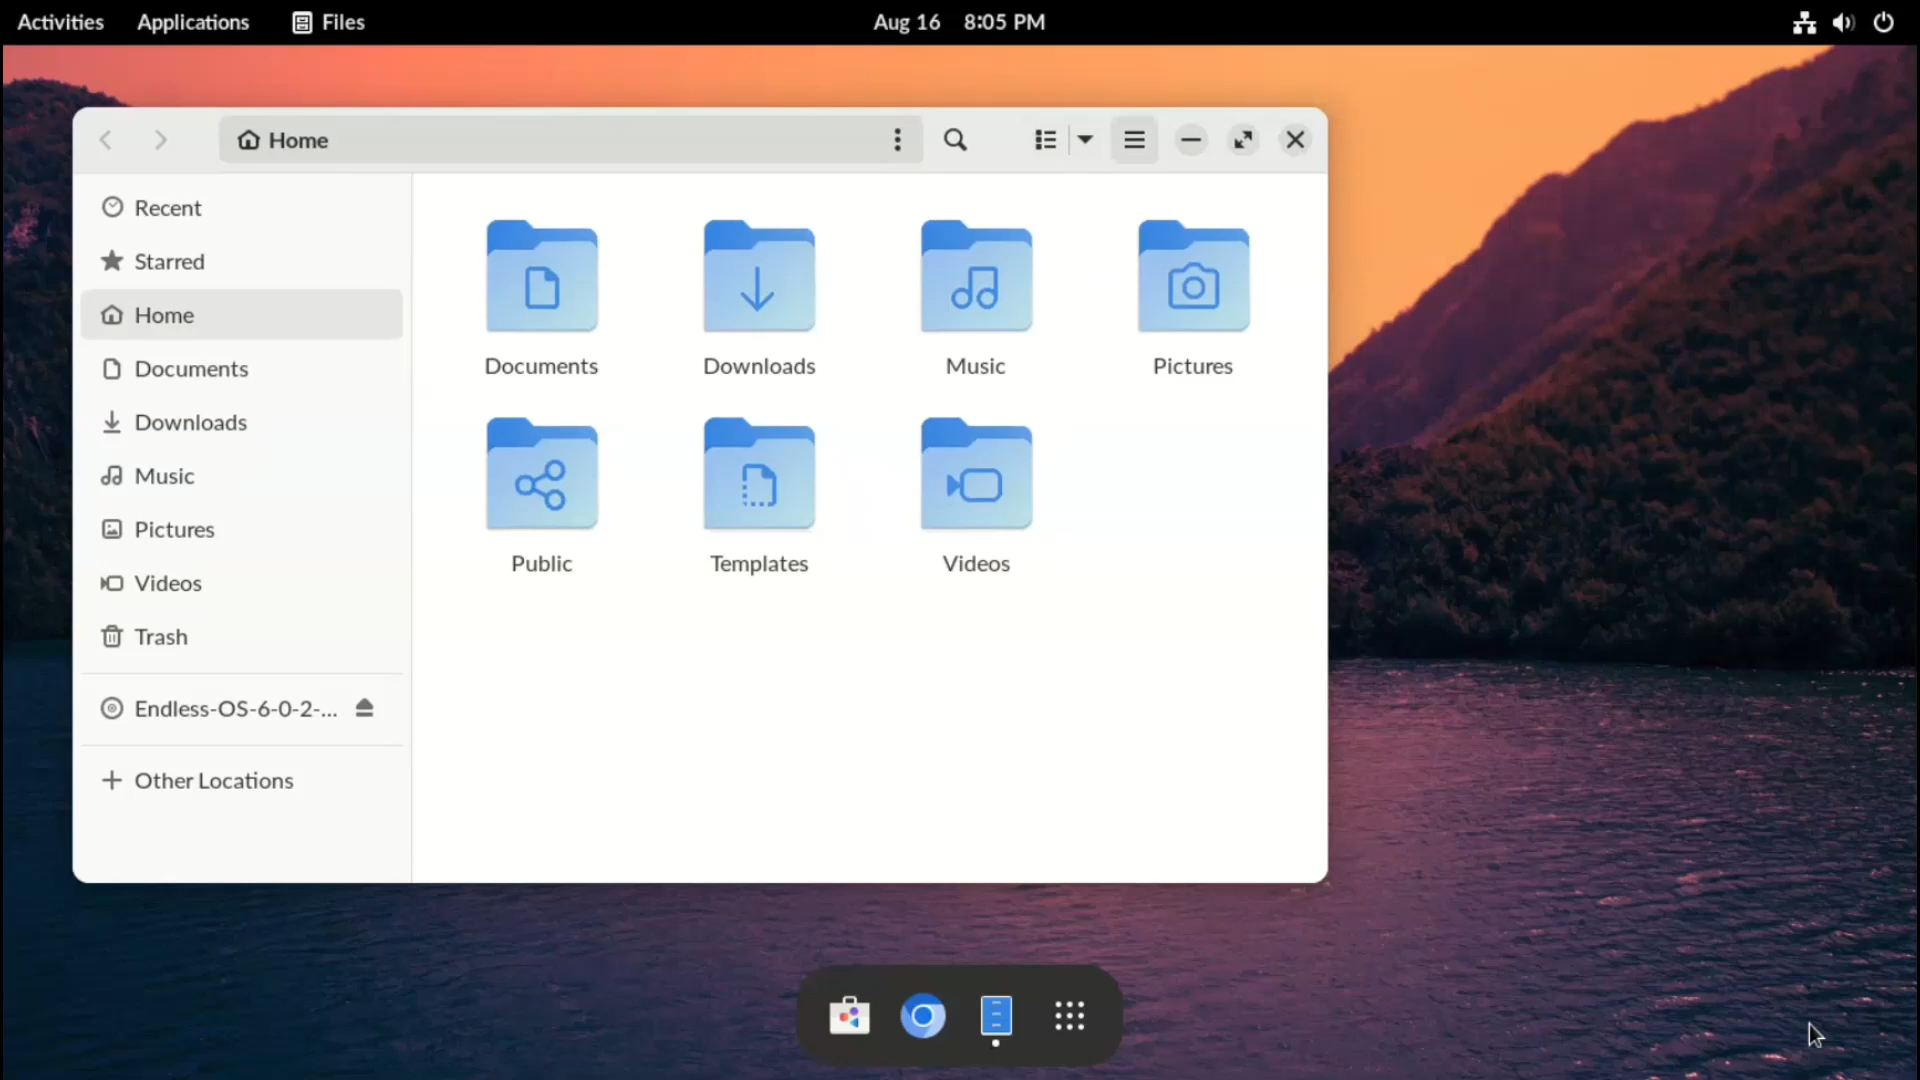 Activities Applications Files Aug 16 8:05 PM
Home
Recent
Starred
Home
Documents
Downloads
Music
Pictures
Videos
Trash
Endless-OS-6-0-2-...
Other Locations
Documents Downloads Music Pictures
Public Templates Videos